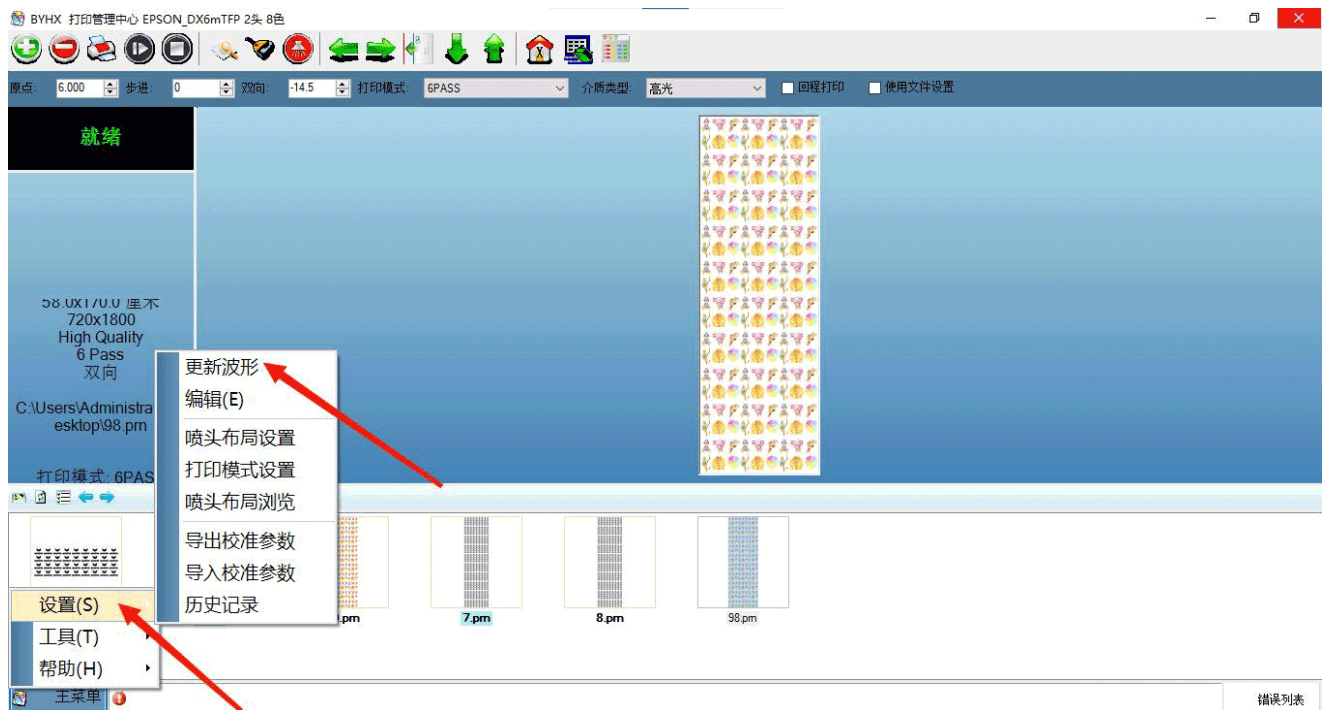 BYHX 打印管理中心 EPSON_DX6mTFP 2头 8色
原点: 6.000 步进: 0 双向: -14.5 打印模式: 6PASS 介质类型: 高光 回程打印 使用文件设置
就绪
58.0X170.0 厘米
720x1800
High Quality
6 Pass
双向
C:\Users\Administra
esktop\98.prn
打印模式: 6PAS
更新波形
编辑(E)
喷头布局设置
打印模式设置
喷头布局浏览
导出校准参数
导入校准参数
历史记录
.prn 7.prn 8.prn 98.prn
设置(S)
工具(T)
帮助(H)
主菜单 错误列表